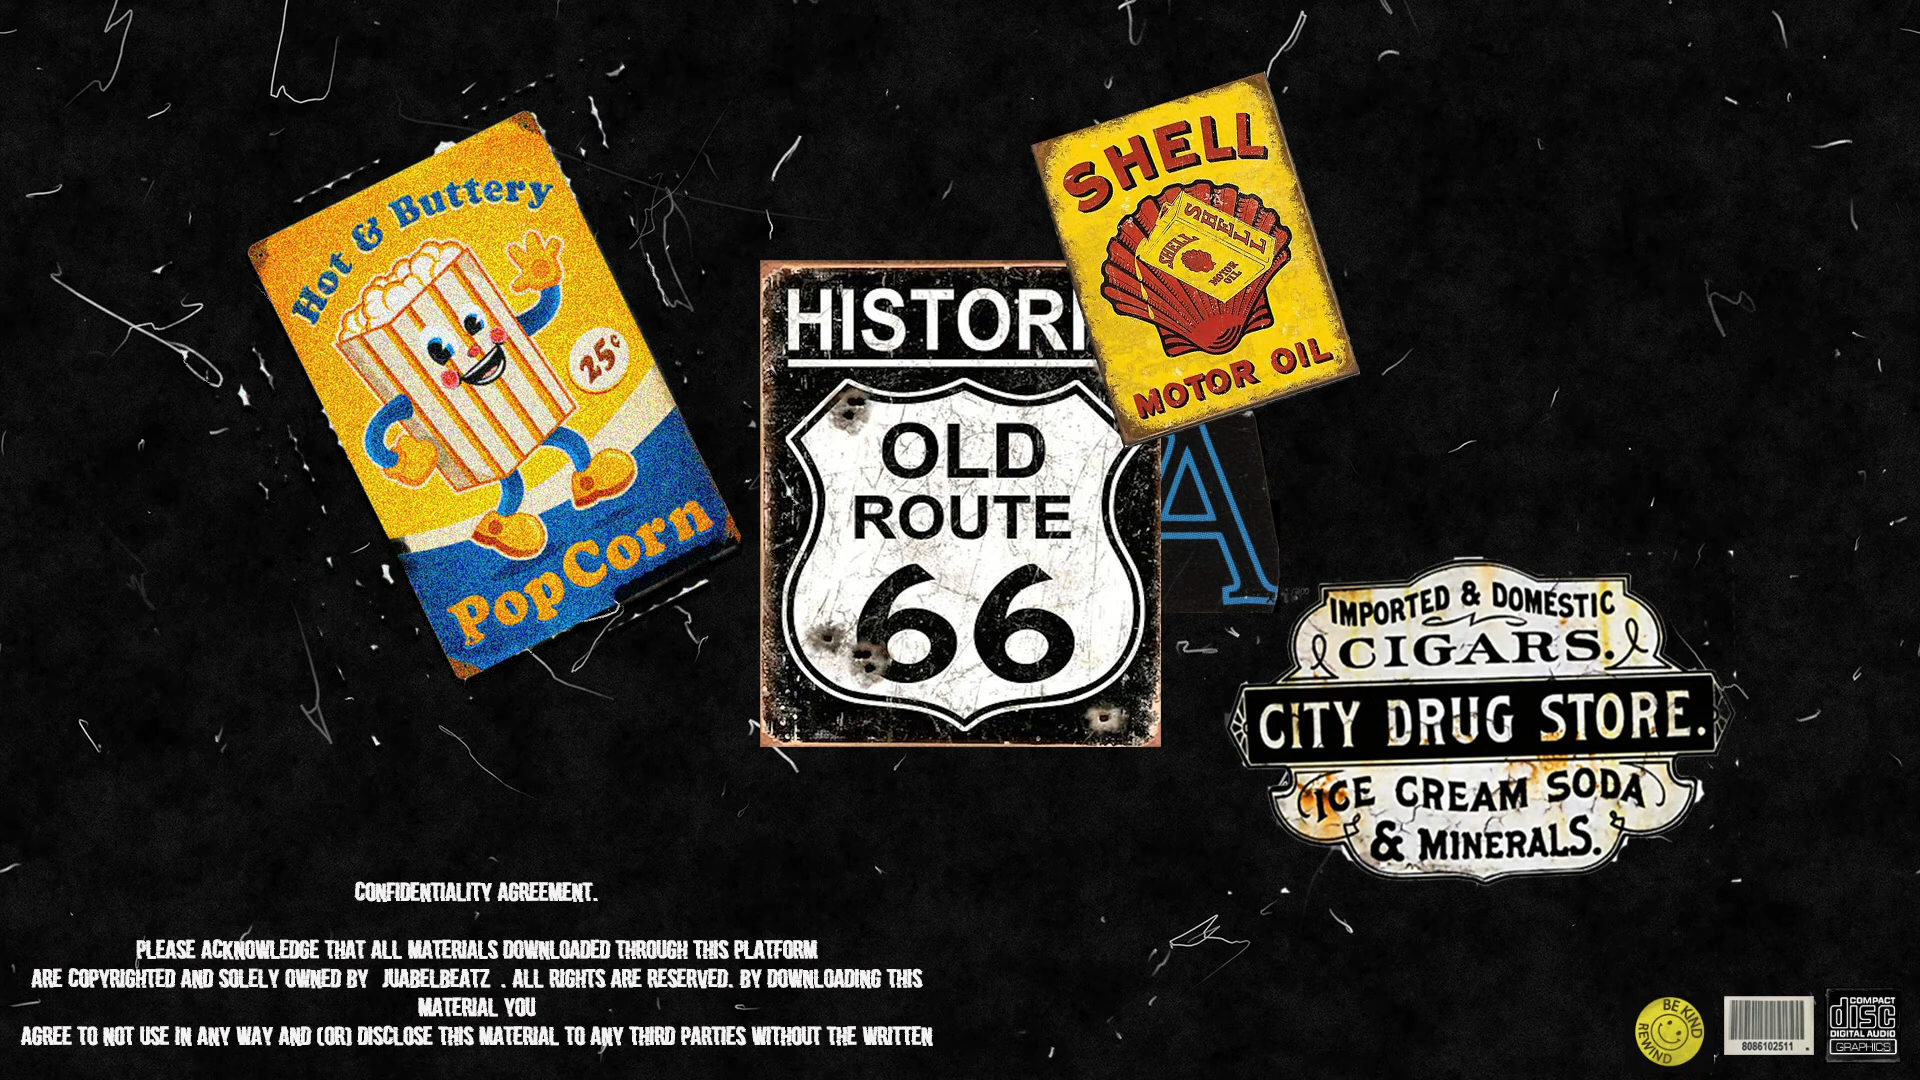 Hot & Buttery
25¢
PopCorn
HISTORI
OLD
ROUTE
66
SHELL
SHELL
SHELL
MOTOR
OIL
MOTOR OIL
A
IMPORTED & DOMESTIC
CIGARS.
CITY DRUG STORE.
ICE CREAM SODA
& MINERALS.
CONFIDENTIALITY AGREEMENT.
PLEASE ACKNOWLEDGE THAT ALL MATERIALS DOWNLOADED THROUGH THIS PLATFORM
ARE COPYRIGHTED AND SOLELY OWNED BY JUABELBEATZ . ALL RIGHTS ARE RESERVED. BY DOWNLOADING THIS
MATERIAL YOU
AGREE TO NOT USE IN ANY WAY AND (OR) DISCLOSE THIS MATERIAL TO ANY THIRD PARTIES WITHOUT THE WRITTEN
BE KIND
REWIND
8086102511
COMPACT
disc
DIGITAL AUDIO
GRAPHICS